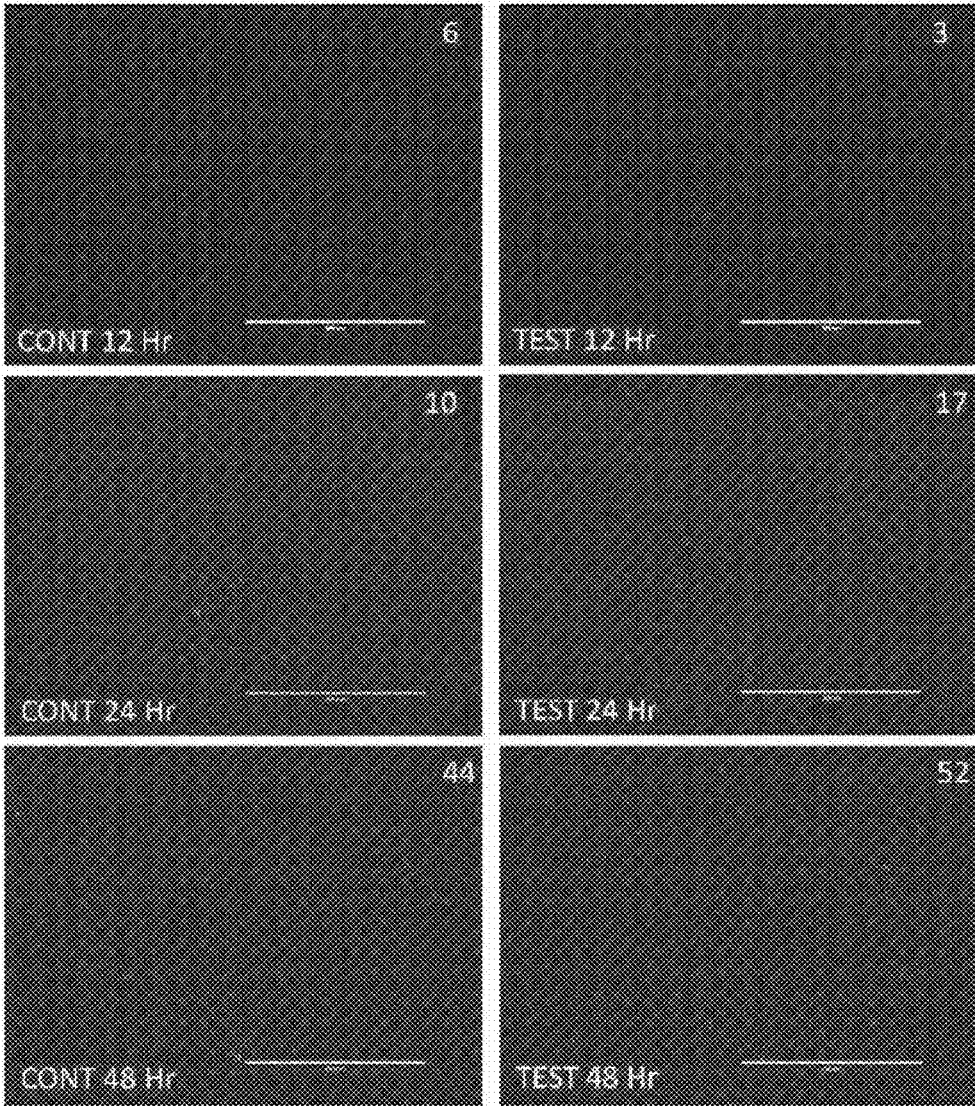 6
CONT 12 Hr
3
TEST 12 Hr
10
CONT 24 Hr
17
TEST 24 Hr
44
CONT 48 Hr
52
TEST 48 Hr